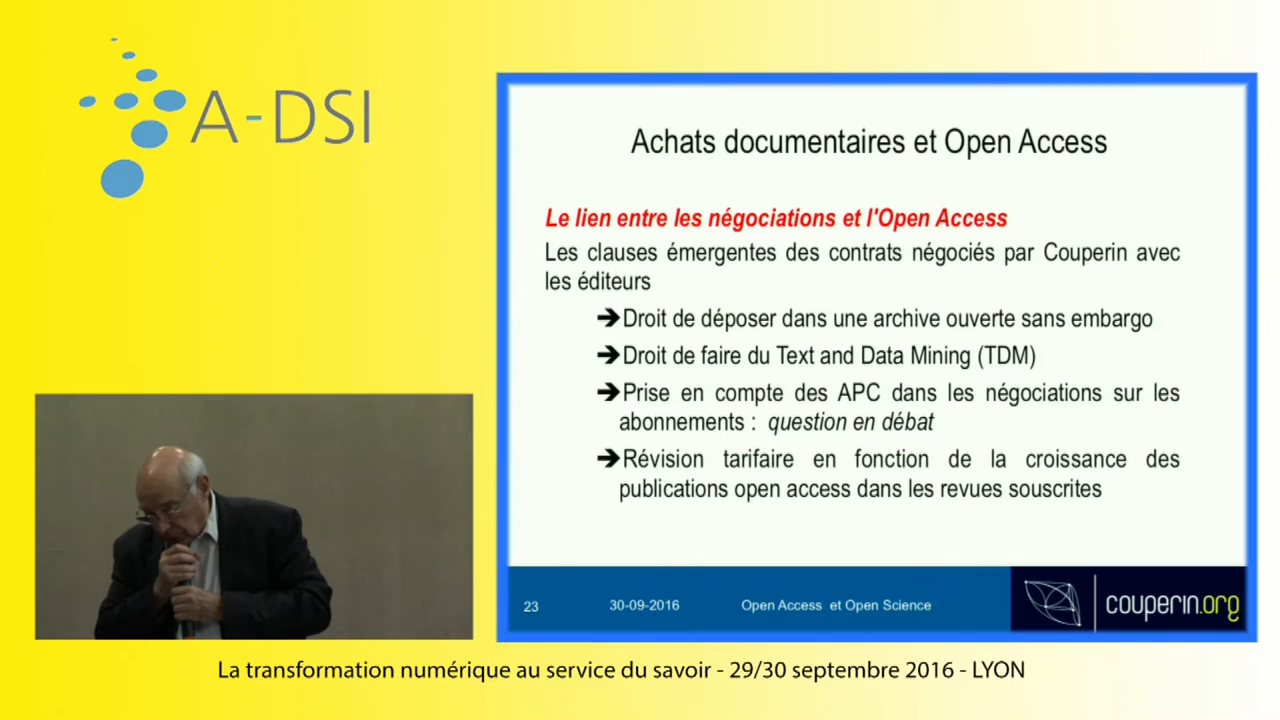 A-DSI
Achats documentaires et Open Access
Le lien entre les négociations et l'Open Access
Les clauses émergentes des contrats négociés par Couperin avec
les éditeurs
➔Droit de déposer dans une archive ouverte sans embargo
➔Droit de faire du Text and Data Mining (TDM)
➔Prise en compte des APC dans les négociations sur les
abonnements : question en débat
➔Révision tarifaire en fonction de la croissance des
publications open access dans les revues souscrites
23 30-09-2016 Open Access et Open Science couperin.org
La transformation numérique au service du savoir - 29/30 septembre 2016 - LYON